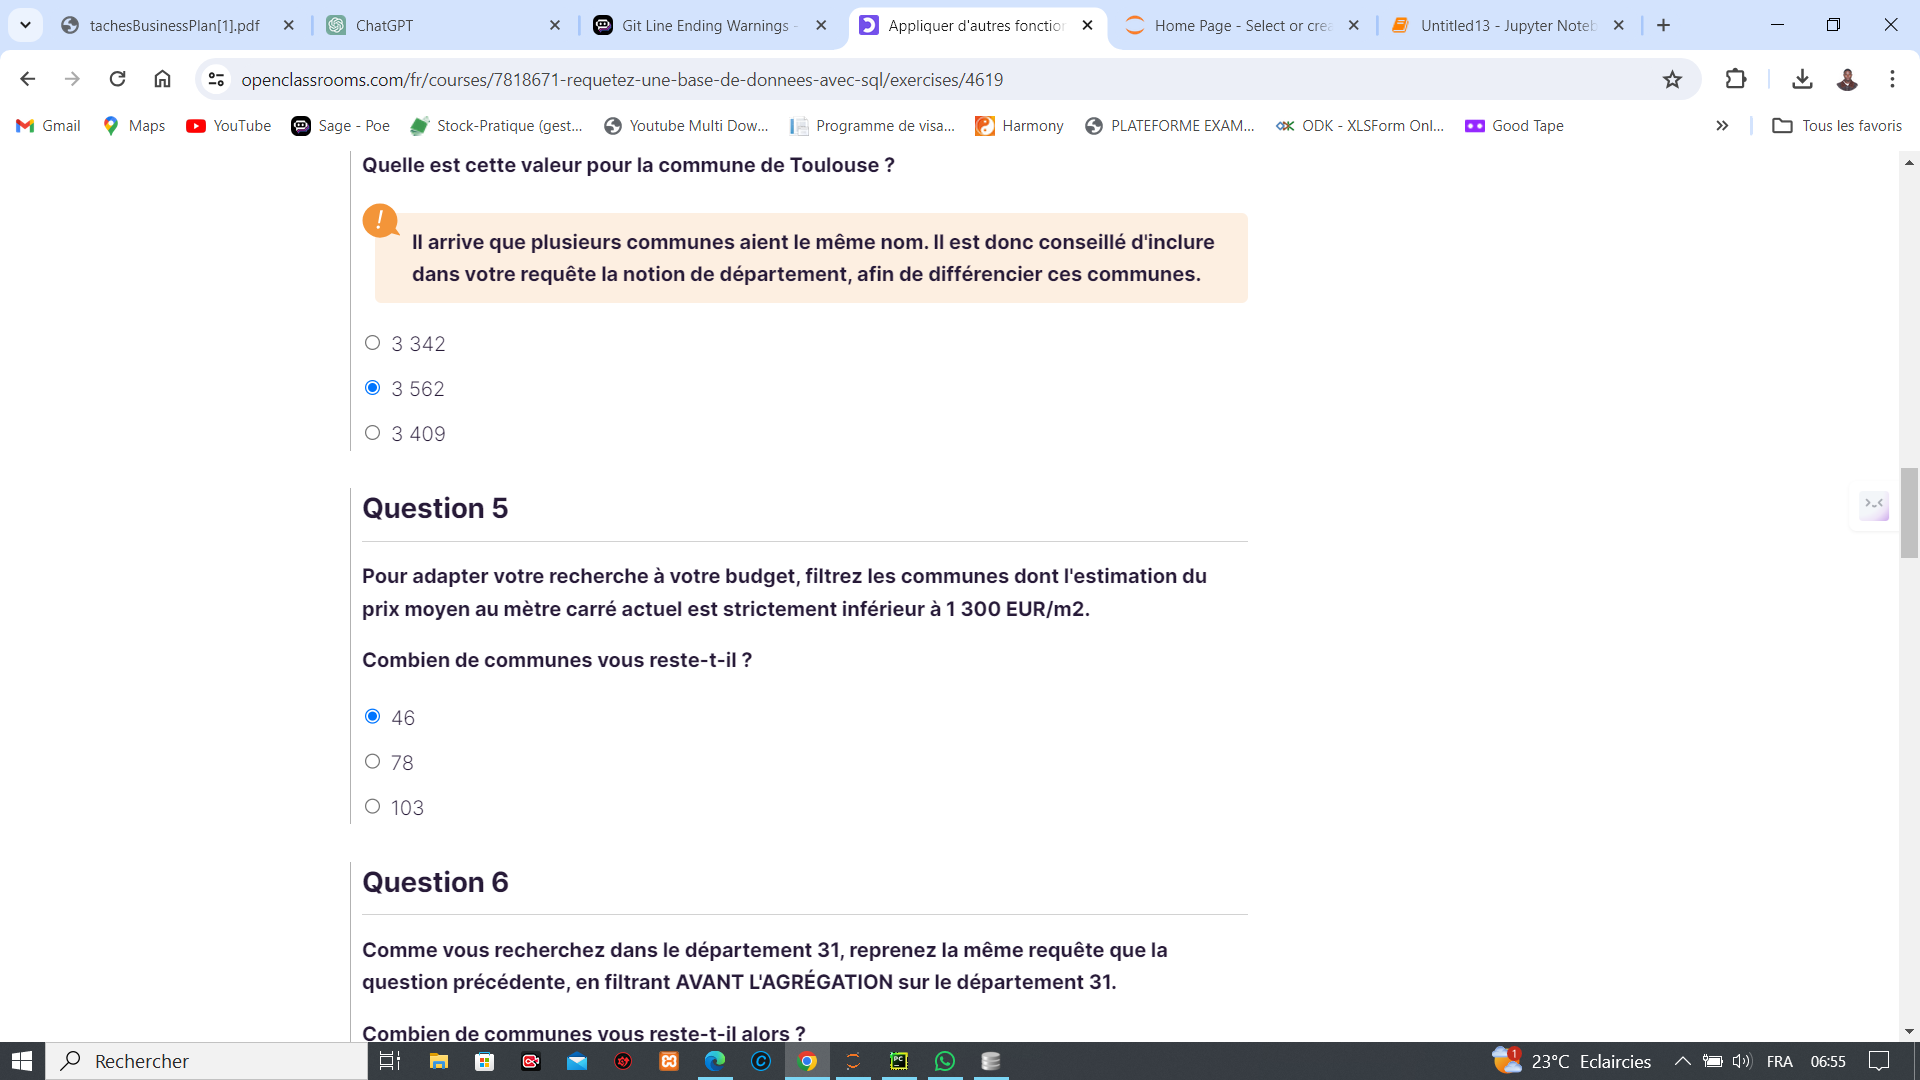 tachesBusinessPlan[1].pdf
ChatGPT
Git Line Ending Warnings -
Appliquer d'autres fonction
Home Page - Select or crea
Untitled13 - Jupyter Noteb
openclassrooms.com/fr/courses/7818671-requetez-une-base-de-donnees-avec-sql/exercises/4619
Gmail
Maps
YouTube
Sage - Poe
Stock-Pratique (gest...
Youtube Multi Dow...
Programme de visa...
Harmony
PLATEFORME EXAM...
ODK - XLSForm Onl...
Good Tape
Tous les favoris
Quelle est cette valeur pour la commune de Toulouse ?
Il arrive que plusieurs communes aient le même nom. Il est donc conseillé d'inclure
dans votre requête la notion de département, afin de différencier ces communes.
3 342
3 562
3 409
Question 5
Pour adapter votre recherche à votre budget, filtrez les communes dont l'estimation du
prix moyen au mètre carré actuel est strictement inférieur à 1 300 EUR/m2.
Combien de communes vous reste-t-il ?
46
78
103
Question 6
Comme vous recherchez dans le département 31, reprenez la même requête que la
question précédente, en filtrant AVANT L'AGRÉGATION sur le département 31.
Combien de communes vous reste-t-il alors ?
Rechercher
1
23°C Eclaircies
FRA
06:55